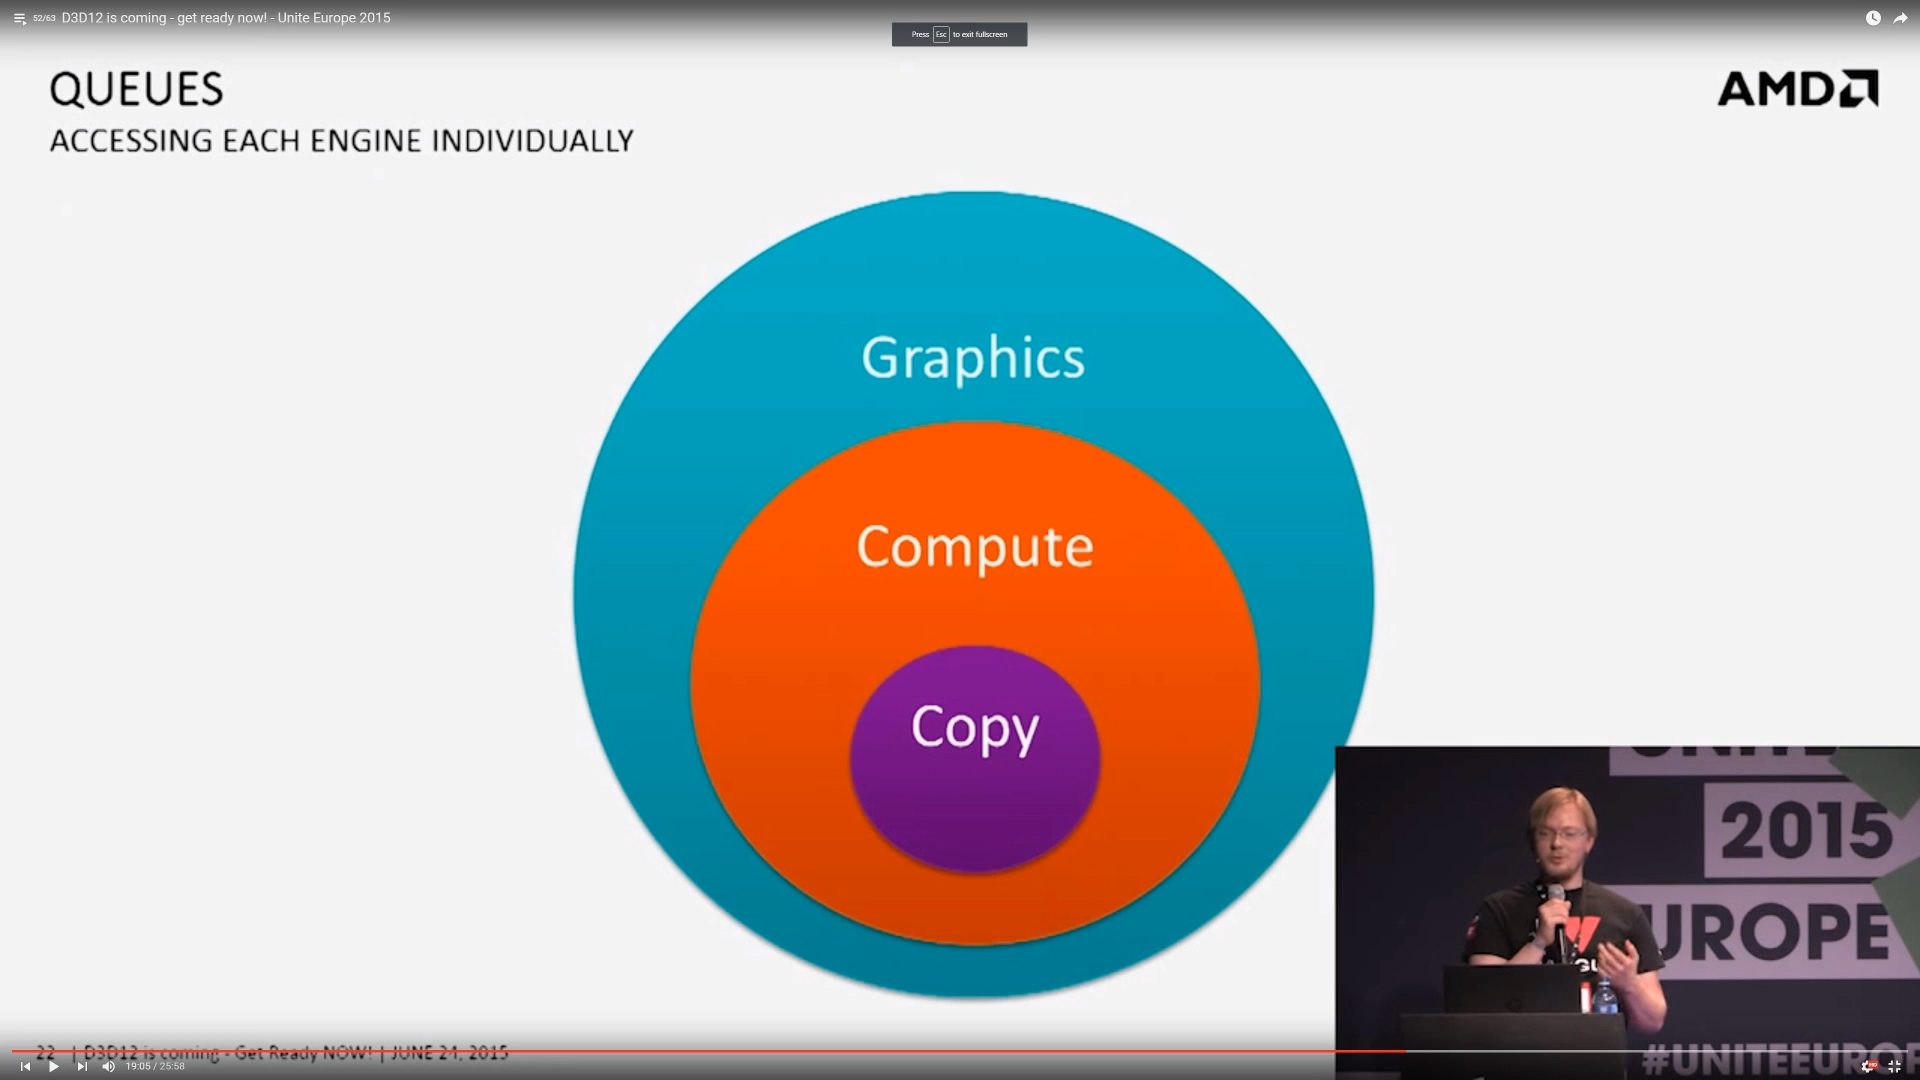 52/63 D3D12 is coming - get ready now! - Unite Europe 2015
Press Esc to exit fullscreen
QUEUES
AMD
ACCESSING EACH ENGINE INDIVIDUALLY
Graphics
Compute
Copy
2015
UROPE
22 | D3D12 is coming - Get Ready NOW! | JUNE 24, 2015
19:05 / 25:58
#UNITEEUROP